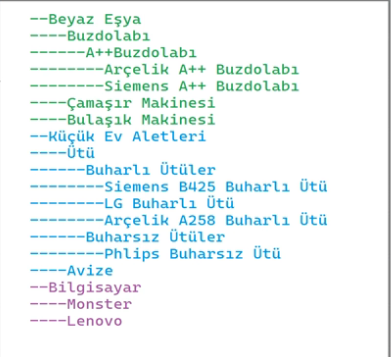 --Beyaz Eşya
----Buzdolabı
------A++Buzdolabı
--------Arçelik A++ Buzdolabı
--------Siemens A++ Buzdolabı
----Çamaşır Makinesi
----Bulaşık Makinesi
--Küçük Ev Aletleri
----Ütü
------Buharlı Ütüler
--------Siemens B425 Buharlı Ütü
--------LG Buharlı Ütü
--------Arçelik A258 Buharlı Ütü
------Buharsız Ütüler
--------Phlips Buharsız Ütü
----Avize
--Bilgisayar
----Monster
----Lenovo